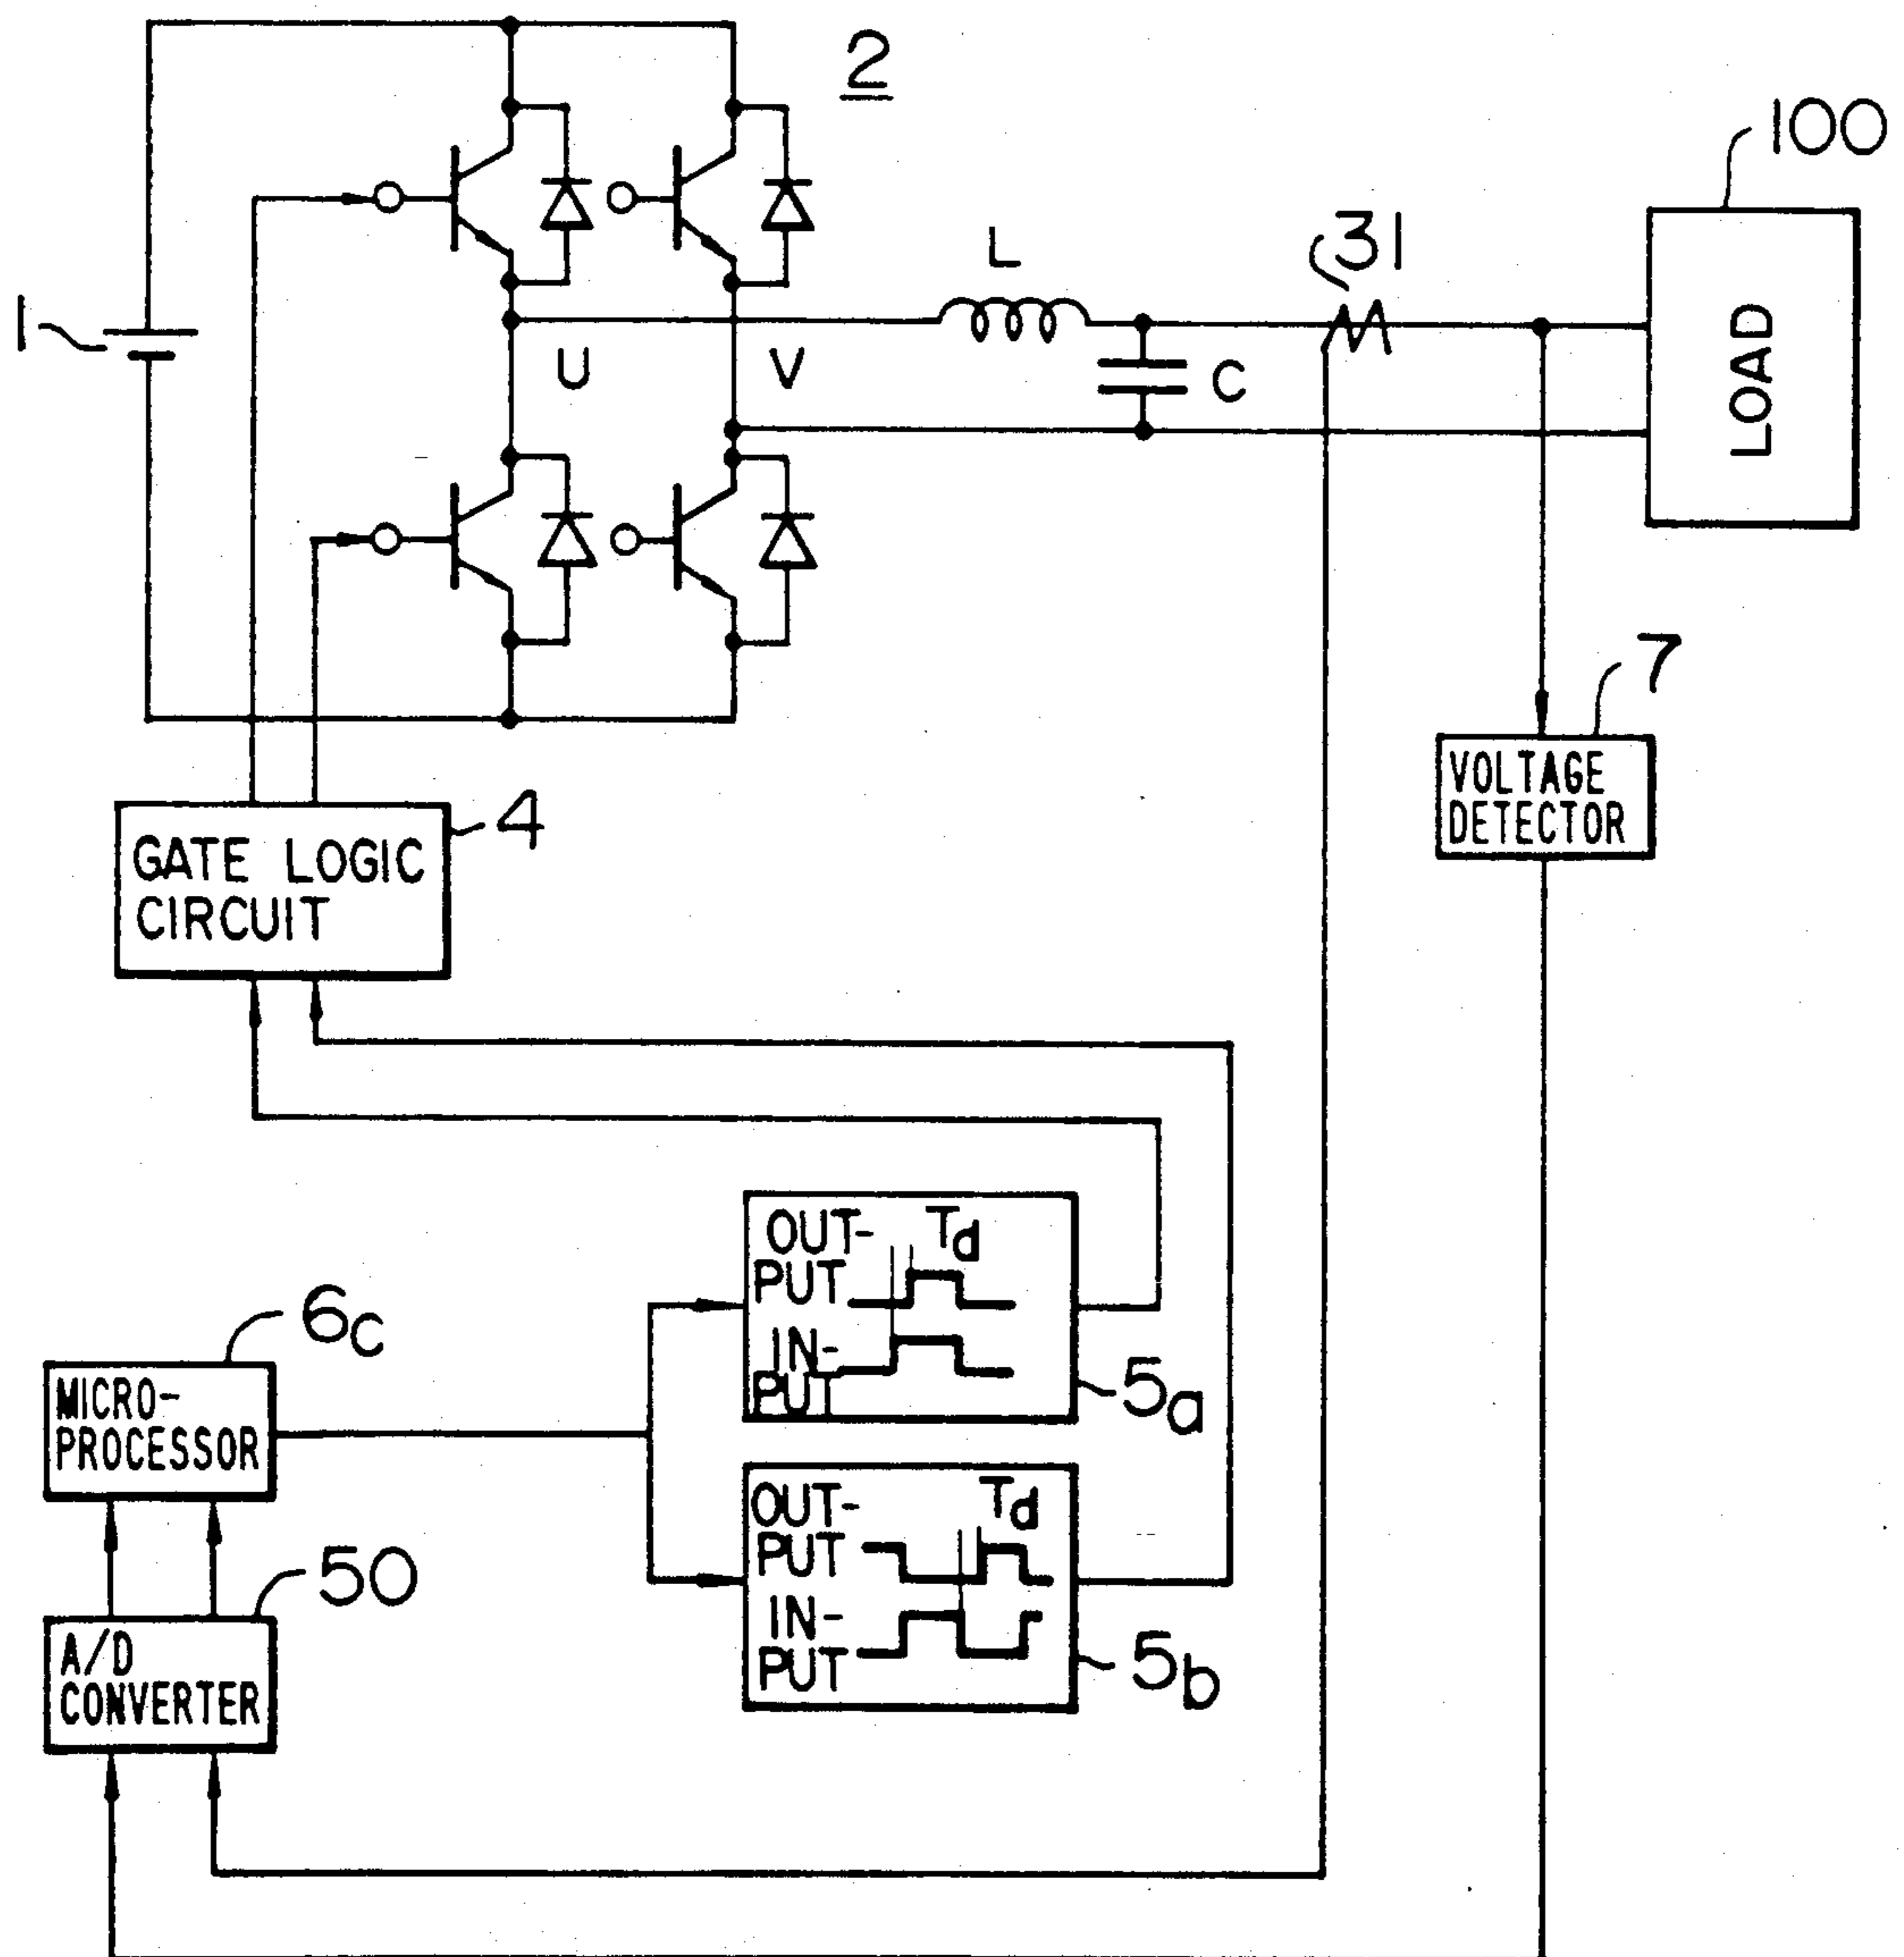 2
100
1
L
31
U
V
C
LOAD
7
VOLTAGE
DETECTOR
4
GATE LOGIC
CIRCUIT
OUT-
PUT
Td
IN-
PUT
5a
6c
MICRO-
PROCESSOR
OUT-
PUT
Td
IN-
PUT
5b
50
A/D
CONVERTER